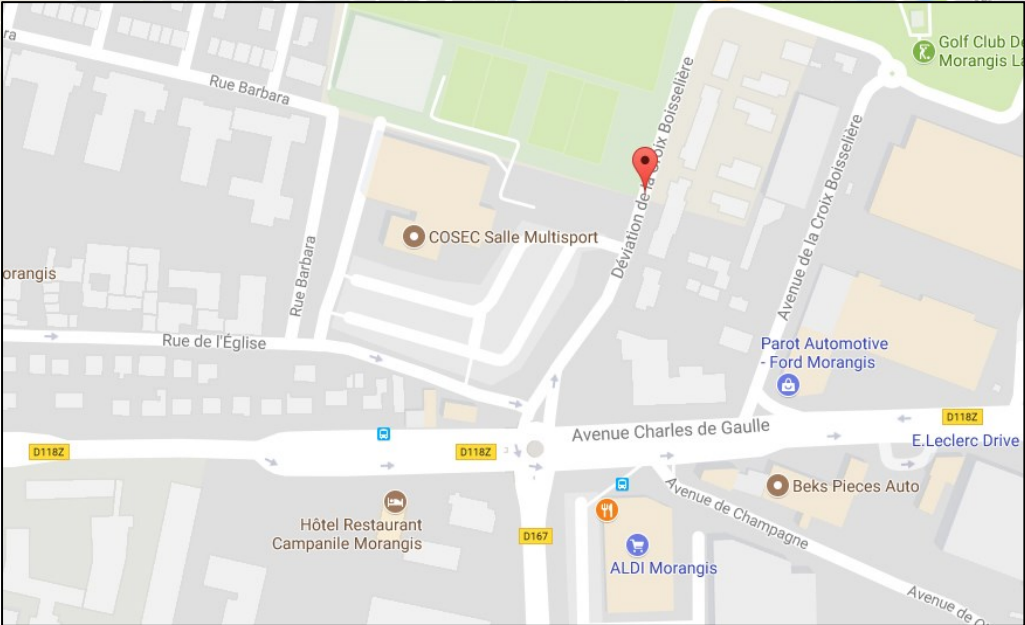 ra
Rue Barbara
Golf Club De
Morangis La
Déviation de la Croix Boisselière
Avenue de la Croix Boisselière
COSEC Salle Multisport
Rue Barbara
orangis
Rue de l'Église
Parot Automotive
- Ford Morangis
D118Z
Avenue Charles de Gaulle
E.Leclerc Drive
D118Z
D118Z
Beks Pieces Auto
Avenue de Champagne
Hôtel Restaurant
Campanile Morangis
D167
ALDI Morangis
Avenue de